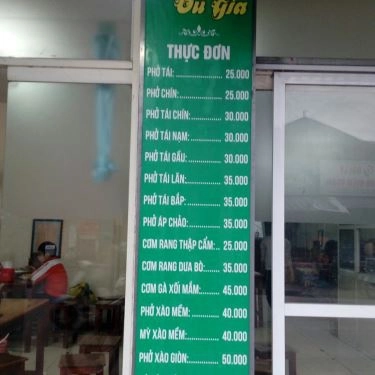 Vũ Gia
THỰC ĐƠN
PHỞ TÁI:.................... 25.000
PHỞ CHÍN:................ 25.000
PHỞ TÁI CHÍN:........... 30.000
PHỞ TÁI NẠM:........... 30.000
PHỞ TÁI GẦU:............ 30.000
PHỞ TÁI LĂN:............. 35.000
PHỞ TÁI BẮP:............. 35.000
PHỞ ÁP CHẢO:........... 35.000
CƠM RANG THẬP CẨM:.... 25.000
CƠM RANG DƯA BÒ:....... 35.000
CƠM GÀ XỐI MẮM:....... 45.000
PHỞ XÀO MỀM:........... 40.000
MỲ XÀO MỀM:............ 40.000
PHỞ XÀO GIÒN:........... 50.000